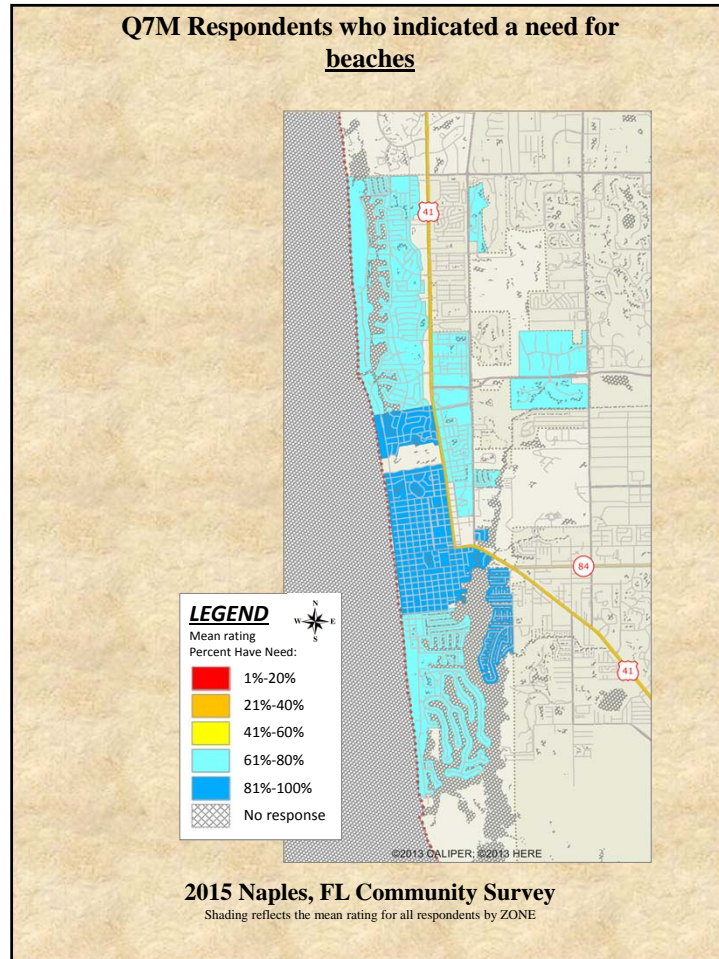 Q7M Respondents who indicated a need for
beaches
41
84
41
LEGEND
N
W E
S
Mean rating
Percent Have Need:
1%-20%
21%-40%
41%-60%
61%-80%
81%-100%
No response
©2013 CALIPER; ©2013 HERE
2015 Naples, FL Community Survey
Shading reflects the mean rating for all respondents by ZONE